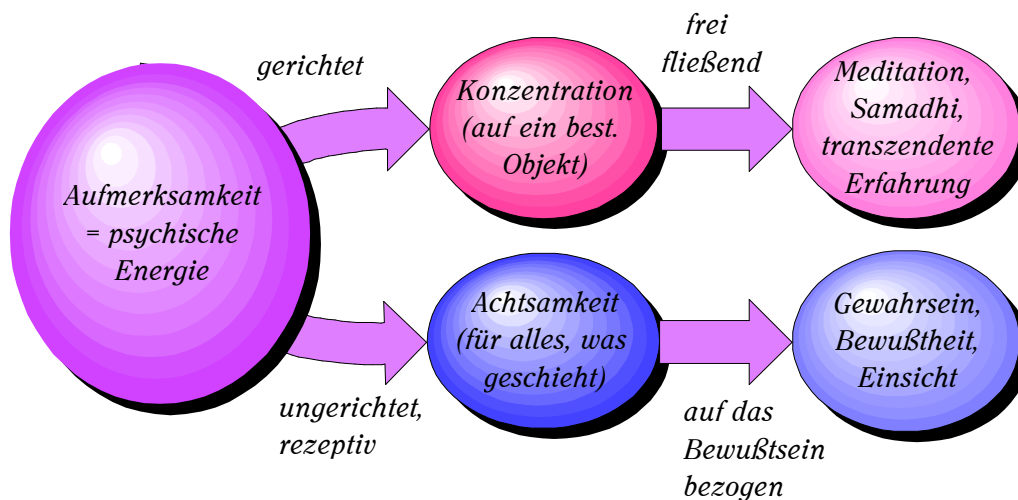 Aufmerksamkeit
= psychische
Energie
gerichtet
Konzentration
(auf ein best.
Objekt)
frei
fließend
Meditation,
Samadhi,
transzendente
Erfahrung
ungerichtet,
rezeptiv
Achtsamkeit
(für alles, was
geschieht)
auf das
Bewußtsein
bezogen
Gewahrsein,
Bewußtheit,
Einsicht